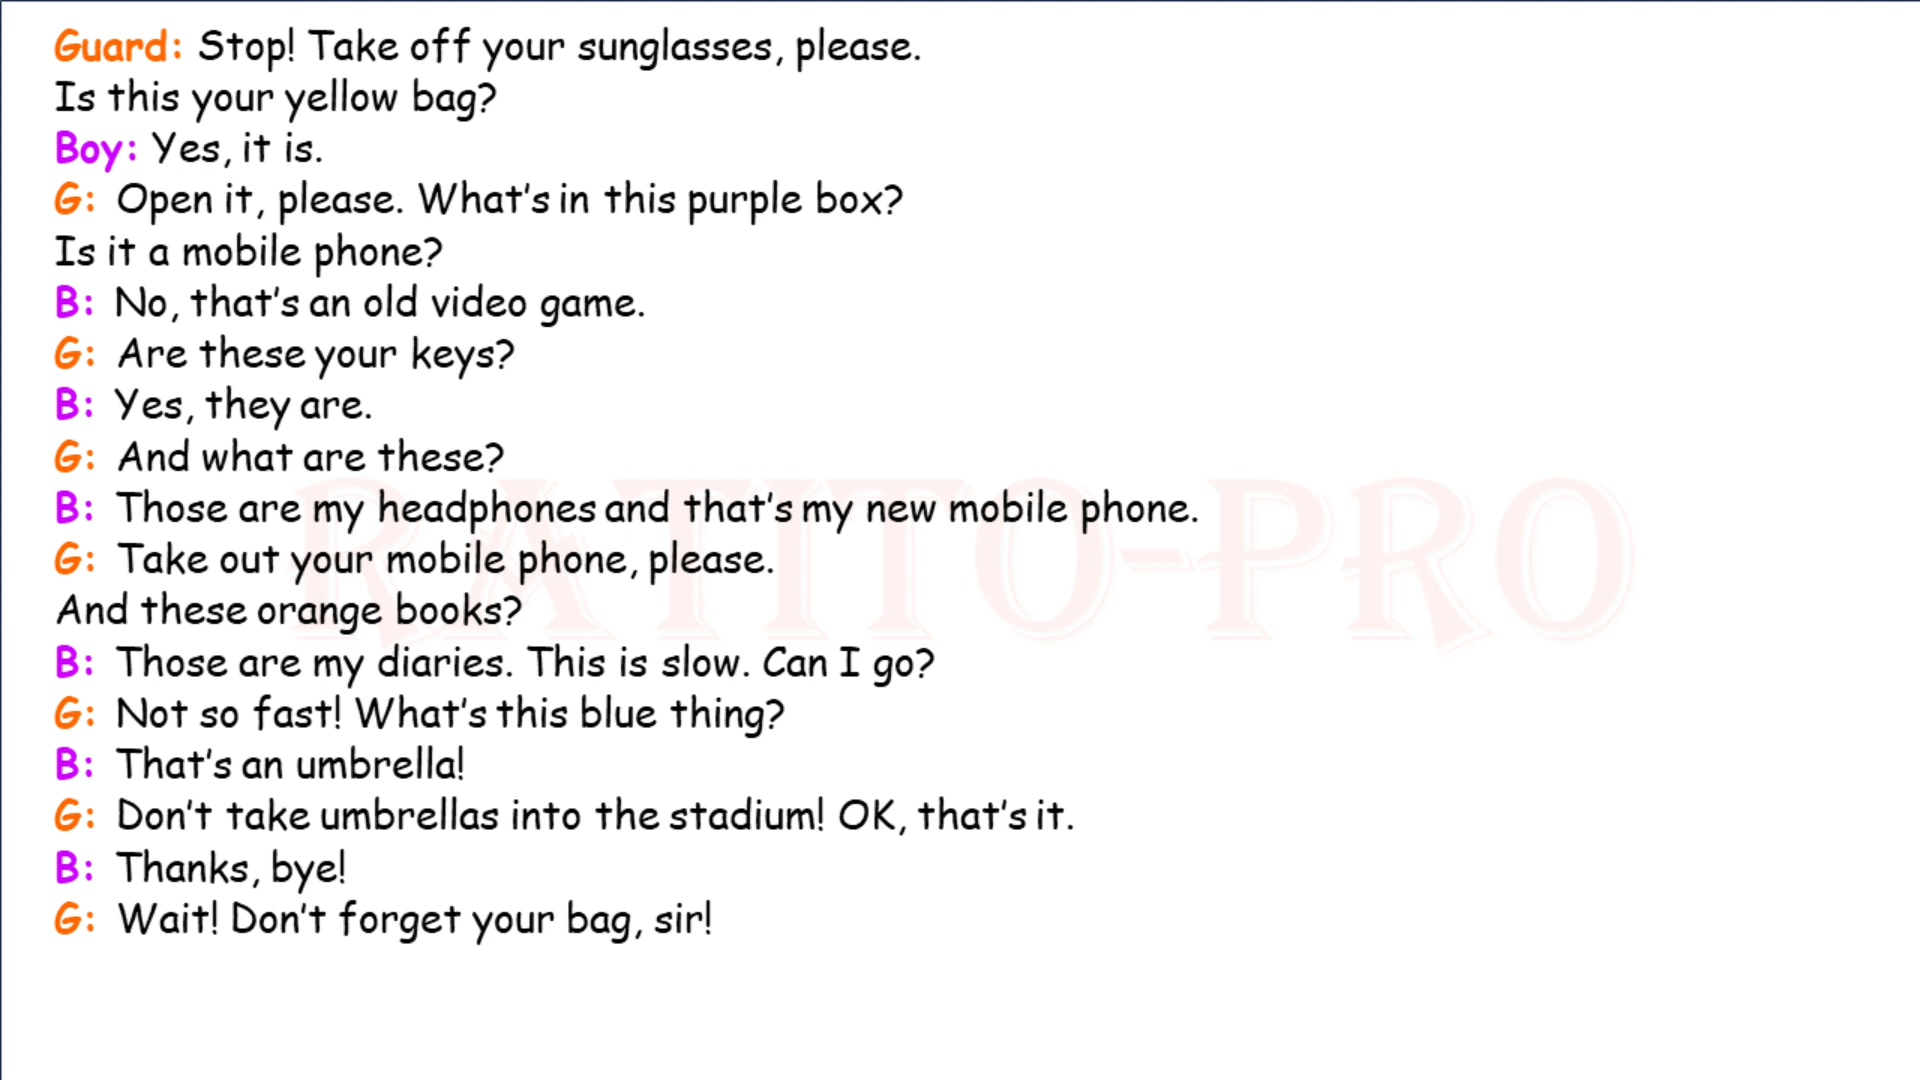 Guard: Stop! Take off your sunglasses, please.
Is this your yellow bag?
Boy: Yes, it is.
G: Open it, please. What's in this purple box?
Is it a mobile phone?
B: No, that's an old video game.
G: Are these your keys?
B: Yes, they are.
G: And what are these?
B: Those are my headphones and that's my new mobile phone.
G: Take out your mobile phone, please.
And these orange books?
B: Those are my diaries. This is slow. Can I go?
G: Not so fast! What's this blue thing?
B: That's an umbrella!
G: Don't take umbrellas into the stadium! OK, that's it.
B: Thanks, bye!
G: Wait! Don't forget your bag, sir!
RATITO-PRO